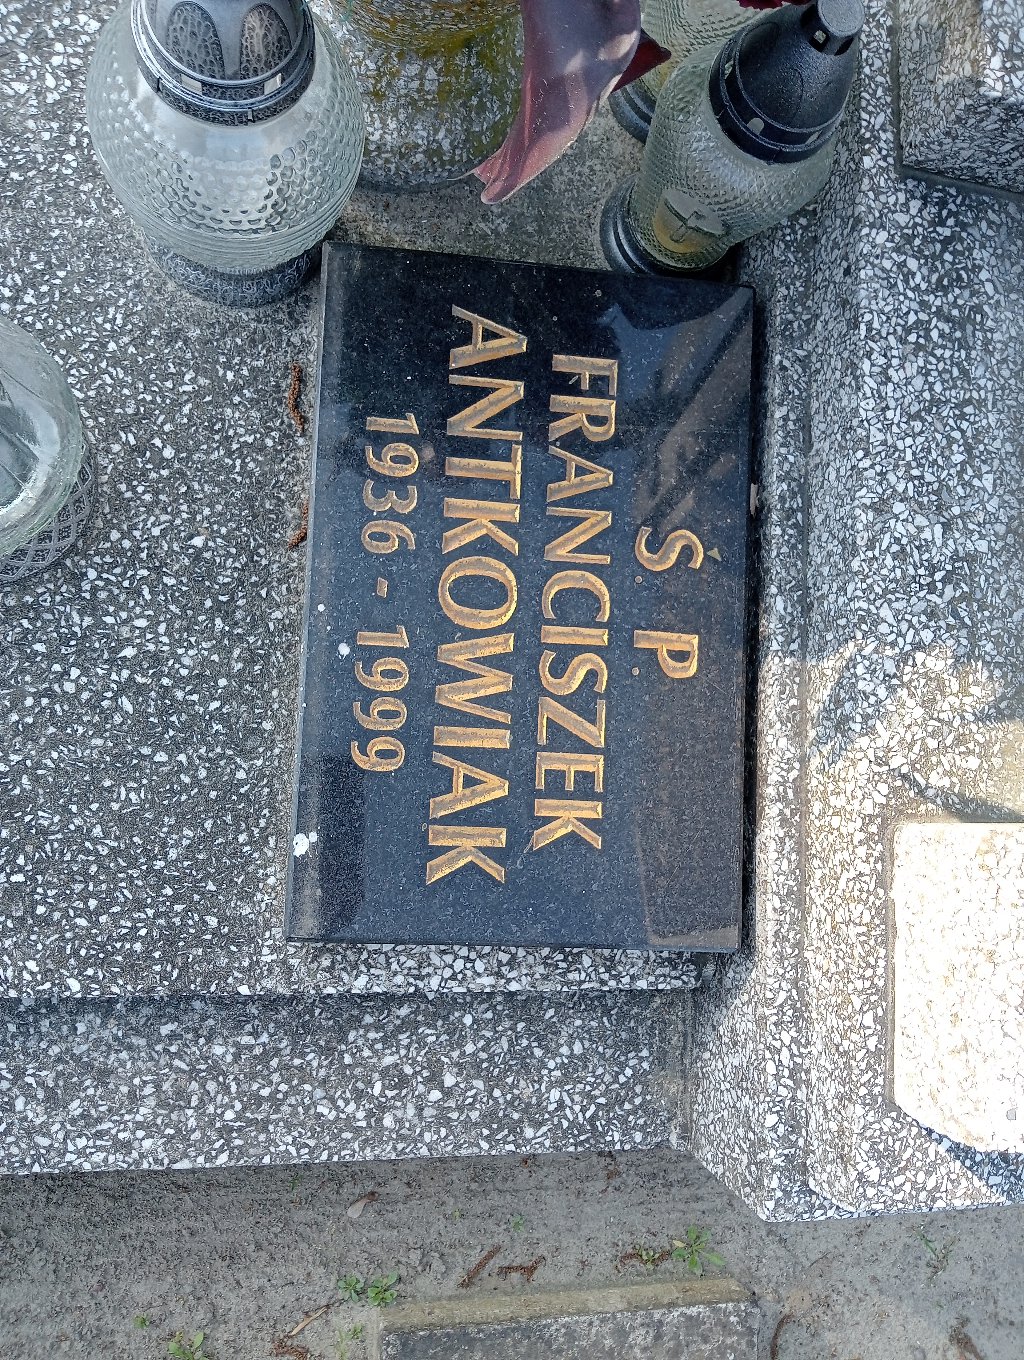 Ś. P.
FRANCISZEK
ANTKOWIAK
1936 - 1999